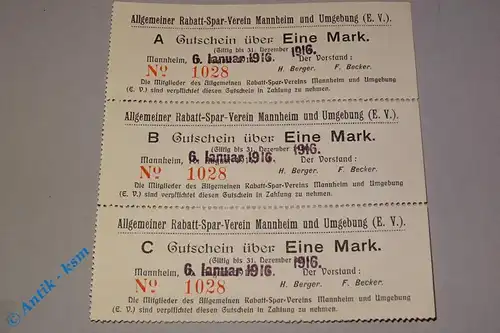 Allgemeiner Rabatt-Spar-Verein Mannheim und Umgebung (E. V.).
A Gutschein über Eine Mark.
(Giltig bis 31. Dezember 1916.
Mannheim, 6. Januar 1916. Der Vorstand:
No 1028 H. Berger. F. Becker.
Die Mitglieder des Allgemeinen Rabatt-Spar-Vereins Mannheim und Umgebung
(E. V.) sind verpflichtet diesen Gutschein in Zahlung zu nehmen.
Allgemeiner Rabatt-Spar-Verein Mannheim und Umgebung (E. V.).
B Gutschein über Eine Mark.
(Giltig bis 31. Dezember 1916.
Mannheim, 6. Januar 1916. Der Vorstand:
No 1028 H. Berger. F. Becker.
Die Mitglieder des Allgemeinen Rabatt-Spar-Vereins Mannheim und Umgebung
(E. V.) sind verpflichtet diesen Gutschein in Zahlung zu nehmen.
Allgemeiner Rabatt-Spar-Verein Mannheim und Umgebung (E. V.).
C Gutschein über Eine Mark.
(Giltig bis 31. Dezember 1916.
Mannheim, 6. Januar 1916. Der Vorstand:
No 1028 H. Berger. F. Becker.
Die Mitglieder des Allgemeinen Rabatt-Spar-Vereins Mannheim und Umgebung
(E. V.) sind verpflichtet diesen Gutschein in Zahlung zu nehmen.
Antik - ksm